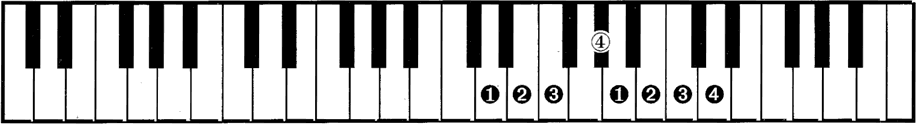 ④
❶ ❷ ❸ ❶ ❷ ❸ ❹